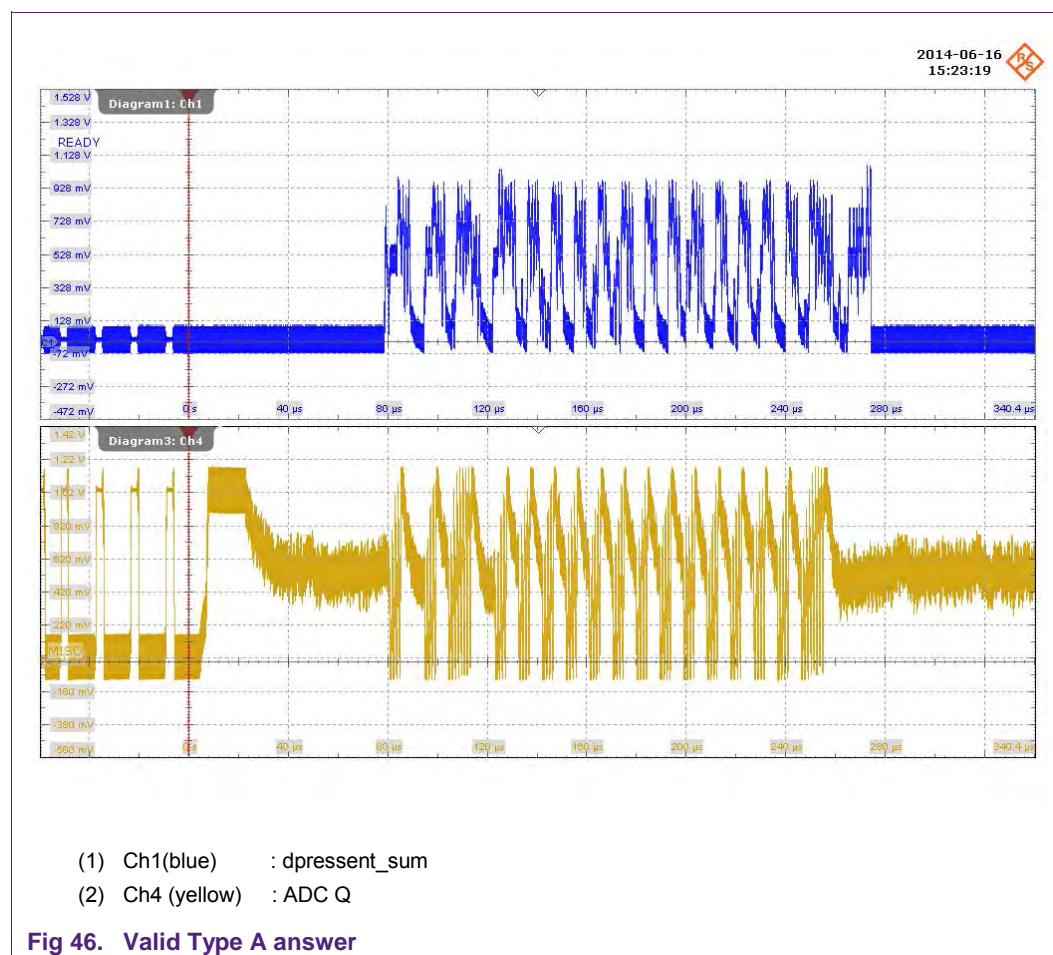 2014-06-16
15:23:19
R&S
Diagram1: Ch1
1.528 V
1.328 V
READY
1.128 V
928 mV
728 mV
528 mV
328 mV
128 mV
C1
-72 mV
-272 mV
-472 mV
0 s 40 µs 80 µs 120 µs 160 µs 200 µs 240 µs 280 µs 340.4 µs
Diagram3: Ch4
1.42 V
1.22 V
1.02 V
820 mV
620 mV
420 mV
220 mV
MISO
-180 mV
-380 mV
-580 mV
0 s 40 µs 80 µs 120 µs 160 µs 200 µs 240 µs 280 µs 340.4 µs
(1) Ch1(blue) : dpressent_sum
(2) Ch4 (yellow) : ADC Q
Fig 46. Valid Type A answer